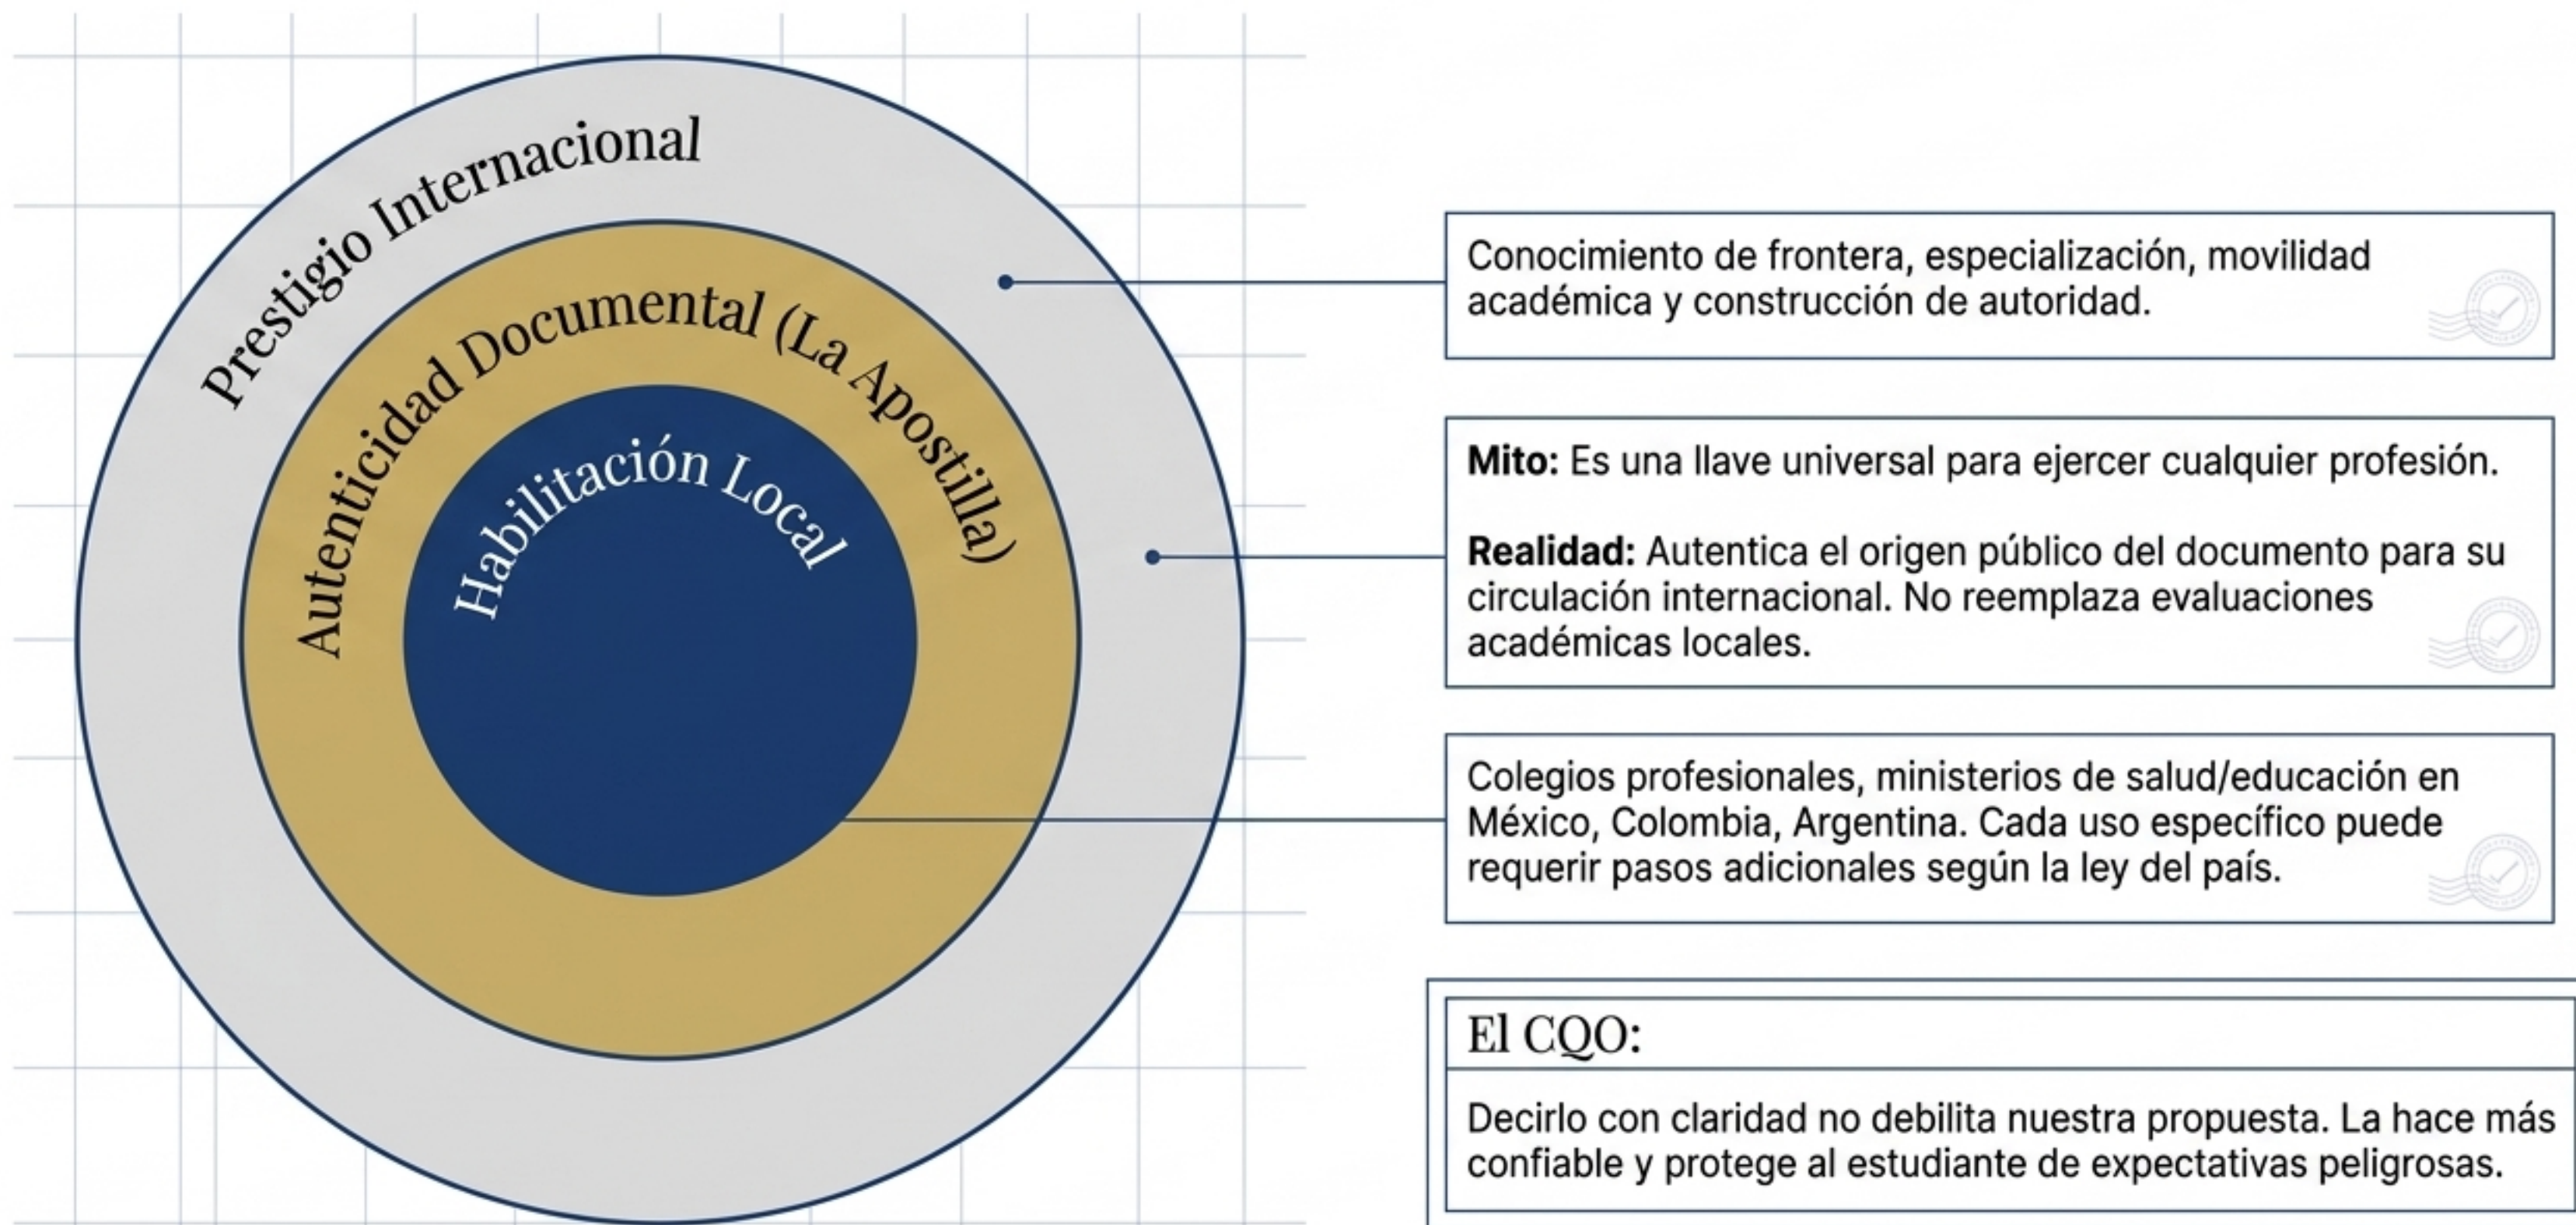 Prestigio Internacional
Autenticidad Documental (La Apostilla)
Habilitación Local
Conocimiento de frontera, especialización, movilidad
académica y construcción de autoridad.
Mito: Es una llave universal para ejercer cualquier profesión.
Realidad: Autentica el origen público del documento para su
circulación internacional. No reemplaza evaluaciones
académicas locales.
Colegios profesionales, ministerios de salud/educación en
México, Colombia, Argentina. Cada uso específico puede
requerir pasos adicionales según la ley del país.
El CQO:
Decirlo con claridad no debilita nuestra propuesta. La hace más
confiable y protege al estudiante de expectativas peligrosas.